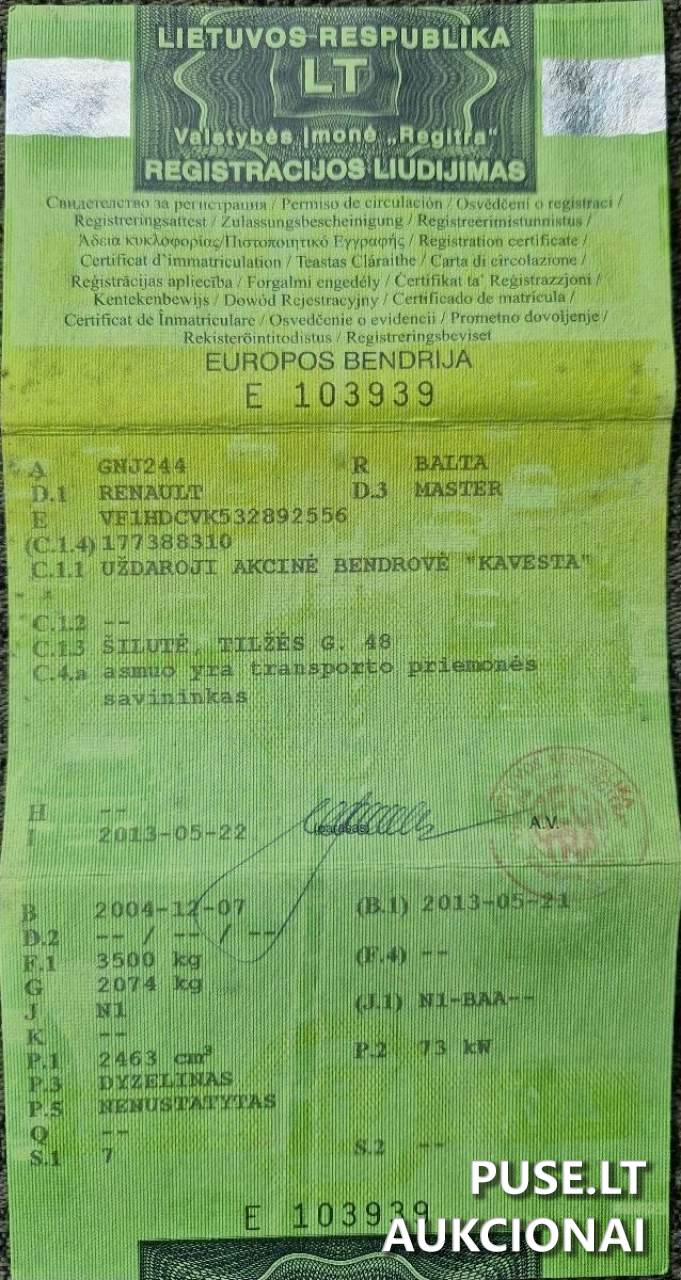 LIETUVOS RESPUBLIKA
LT
Valstybės įmonė „Regitra“
REGISTRACIJOS LIUDIJIMAS
Свидетелство за регистрация / Permiso de circulación / Osvědčení o registraci /
Registreringsattest / Zulassungsbescheinigung / Registreerimistunnistus /
Άδεια κυκλοφορίας/Πιστοποιητικό Εγγραφής / Registration certificate /
Certificat d'immatriculation / Teastas Cláraithe / Carta di circolazione /
Reģistrācijas apliecība / Forgalmi engedély / Ċertifikat ta' Reġistrazzjoni /
Kentekenbewijs / Dowód Rejestracyjny / Certificado de matrícula /
Certificat de Înmatriculare / Osvedčenie o evidencii / Prometno dovoljenje /
Rekisteröintitodistus / Registreringsbeviset
EUROPOS BENDRIJA
E 103939
A GNJ244 R BALTA
D.1 RENAULT D.3 MASTER
E VF1HDCVK532892556
(C.1.4) 177388310
C.1.1 UŽDAROJI AKCINĖ BENDROVĖ "KAVESTA"
C.1.2 --
C.1.3 ŠILUTĖ, TILŽĖS G. 48
C.4.a asmuo yra transporto priemonės
savininkas
H --
I 2013-05-22 A.V.
B 2004-12-07 (B.1) 2013-05-21
D.2 -- / -- / --
F.1 3500 kg (F.4) --
G 2074 kg
J N1 (J.1) N1-BAA--
K --
P.1 2463 cm³ P.2 73 kW
P.3 DYZELINAS
P.5 NENUSTATYTAS
Q --
S.1 7 S.2 --
E 103939
PUSE.LT
AUKCIONAI